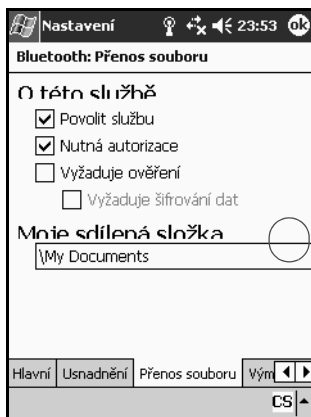 Nastavení 23:53 ok
Bluetooth: Přenos souboru
O této službě
Povolit službu
Nutná autorizace
Vyžaduje ověření
Vyžaduje šifrování dat
Moje sdílená složka
\My Documents
Hlavní Usnadnění Přenos souboru Vým
CS